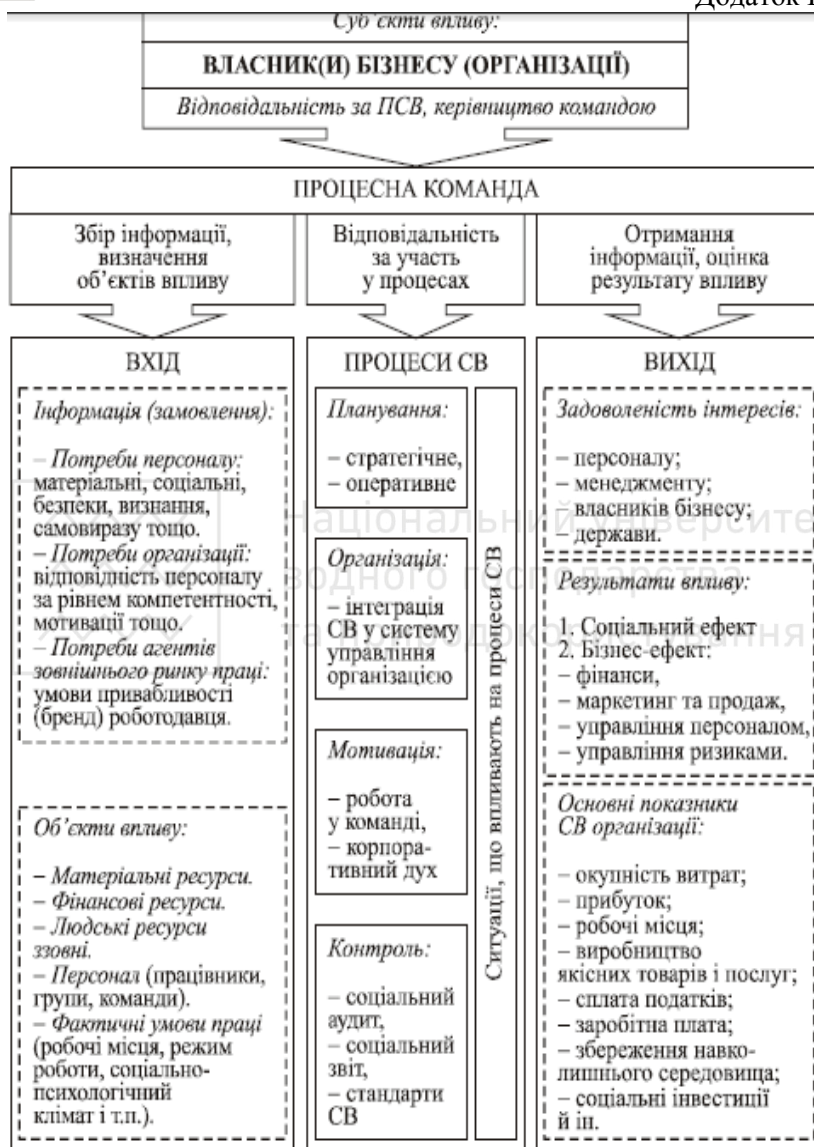 Додаток
Суб’єкти впливу:
ВЛАСНИК(И) БІЗНЕСУ (ОРГАНІЗАЦІЇ)
Відповідальність за ПСВ, керівництво командою
ПРОЦЕСНА КОМАНДА
Збір інформації,
визначення
об’єктів впливу
Відповідальність
за участь
у процесах
Отримання
інформації, оцінка
результату впливу
ВХІД
Інформація (замовлення):
– Потреби персоналу:
матеріальні, соціальні,
безпеки, визнання,
самовиразу тощо.
– Потреби організації:
відповідність персоналу
за рівнем компетентності,
мотивації тощо.
– Потреби агентів
зовнішнього ринку праці:
умови привабливості
(бренд) роботодавця.
Об’єкти впливу:
– Матеріальні ресурси.
– Фінансові ресурси.
– Людські ресурси
ззовні.
– Персонал (працівники,
групи, команди).
– Фактичні умови праці
(робочі місця, режим
роботи, соціально-
психологічний
клімат і т.п.).
ПРОЦЕСИ СВ
Планування:
– стратегічне,
– оперативне
Організація:
– інтеграція
СВ у систему
управління
організацією
Мотивація:
– робота
у команді,
– корпора-
тивний дух
Контроль:
– соціальний
аудит,
– соціальний
звіт,
– стандарти
СВ
Ситуації, що впливають на процеси СВ
ВИХІД
Задоволеність інтересів:
– персоналу;
– менеджменту;
– власників бізнесу;
– держави.
Результати впливу:
1. Соціальний ефект
2. Бізнес-ефект:
– фінанси,
– маркетинг та продаж,
– управління персоналом,
– управління ризиками.
Основні показники
СВ організації:
– окупність витрат;
– прибуток;
– робочі місця;
– виробництво
якісних товарів і послуг;
– сплата податків;
– заробітна плата;
– збереження навко-
лишнього середовища;
– соціальні інвестиції
й ін.
Національний університе
водного господарства
та природокористування